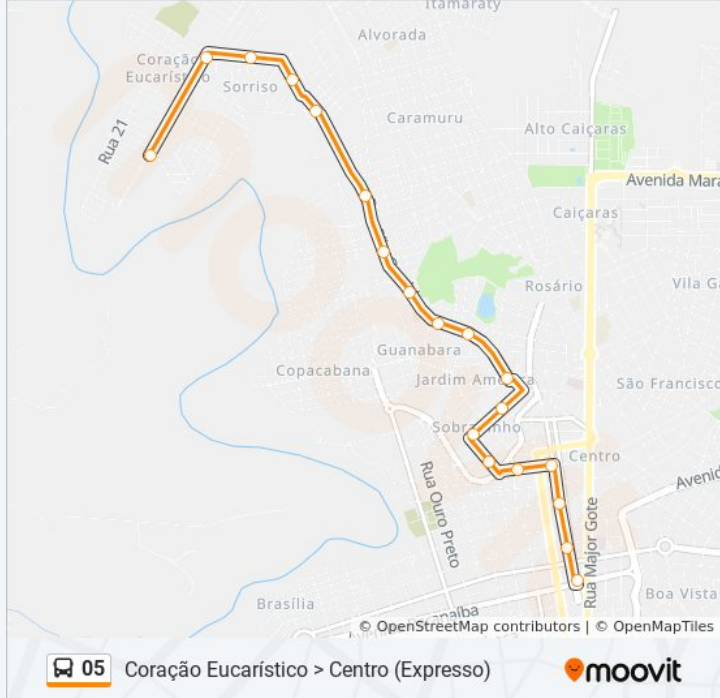 Itamaraty
Alvorada
Coração
Eucarístico
Sorriso
Caramuru
Rua 21
Alto Caiçaras
Avenida Mara
Caiçaras
Rosário
Vila Ga
Guanabara
Copacabana
Jardim América
São Francisco
Sobradinho
Centro
Rua Ouro Preto
Avenid
Rua Major Gote
Boa Vista
Brasília
© OpenStreetMap contributors | © OpenMapTiles
05
Coração Eucarístico > Centro (Expresso)
moovit